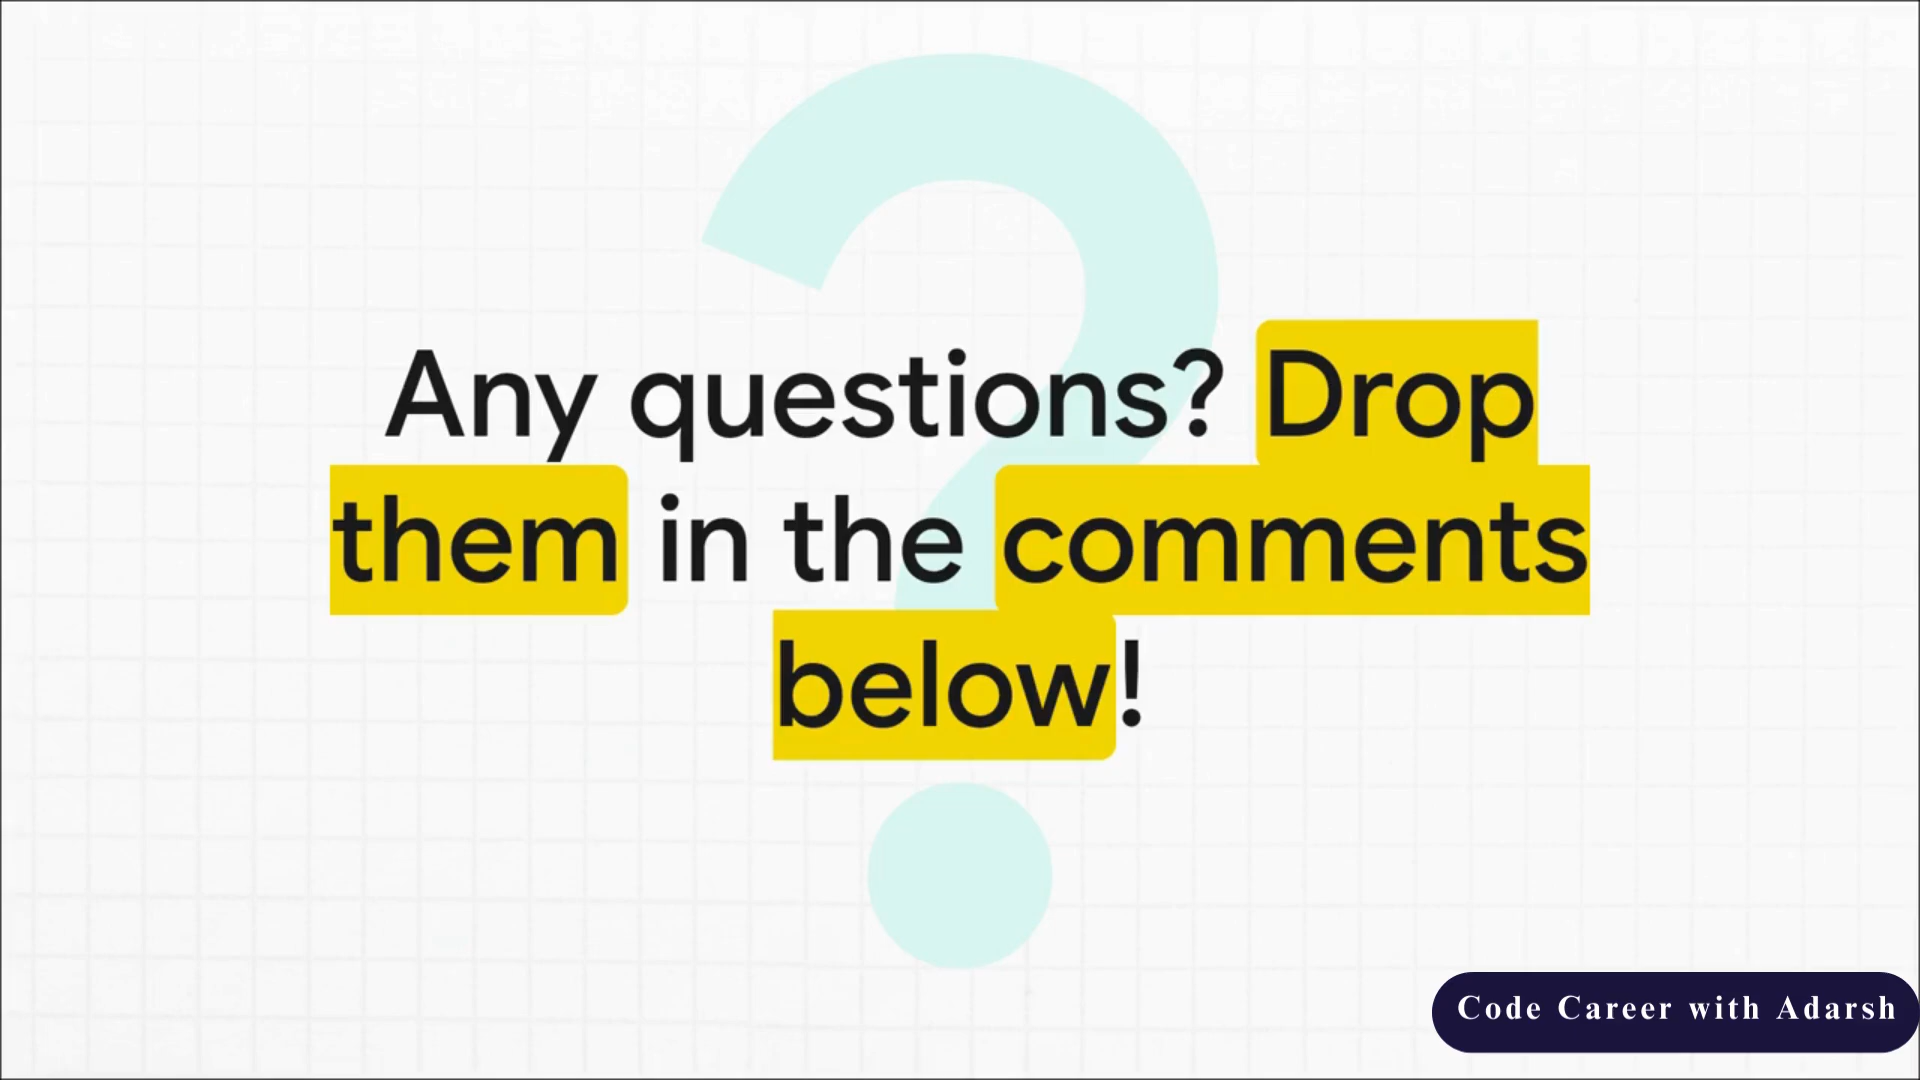 Any questions? Drop
them in the comments
below!
Code Career with Adarsh